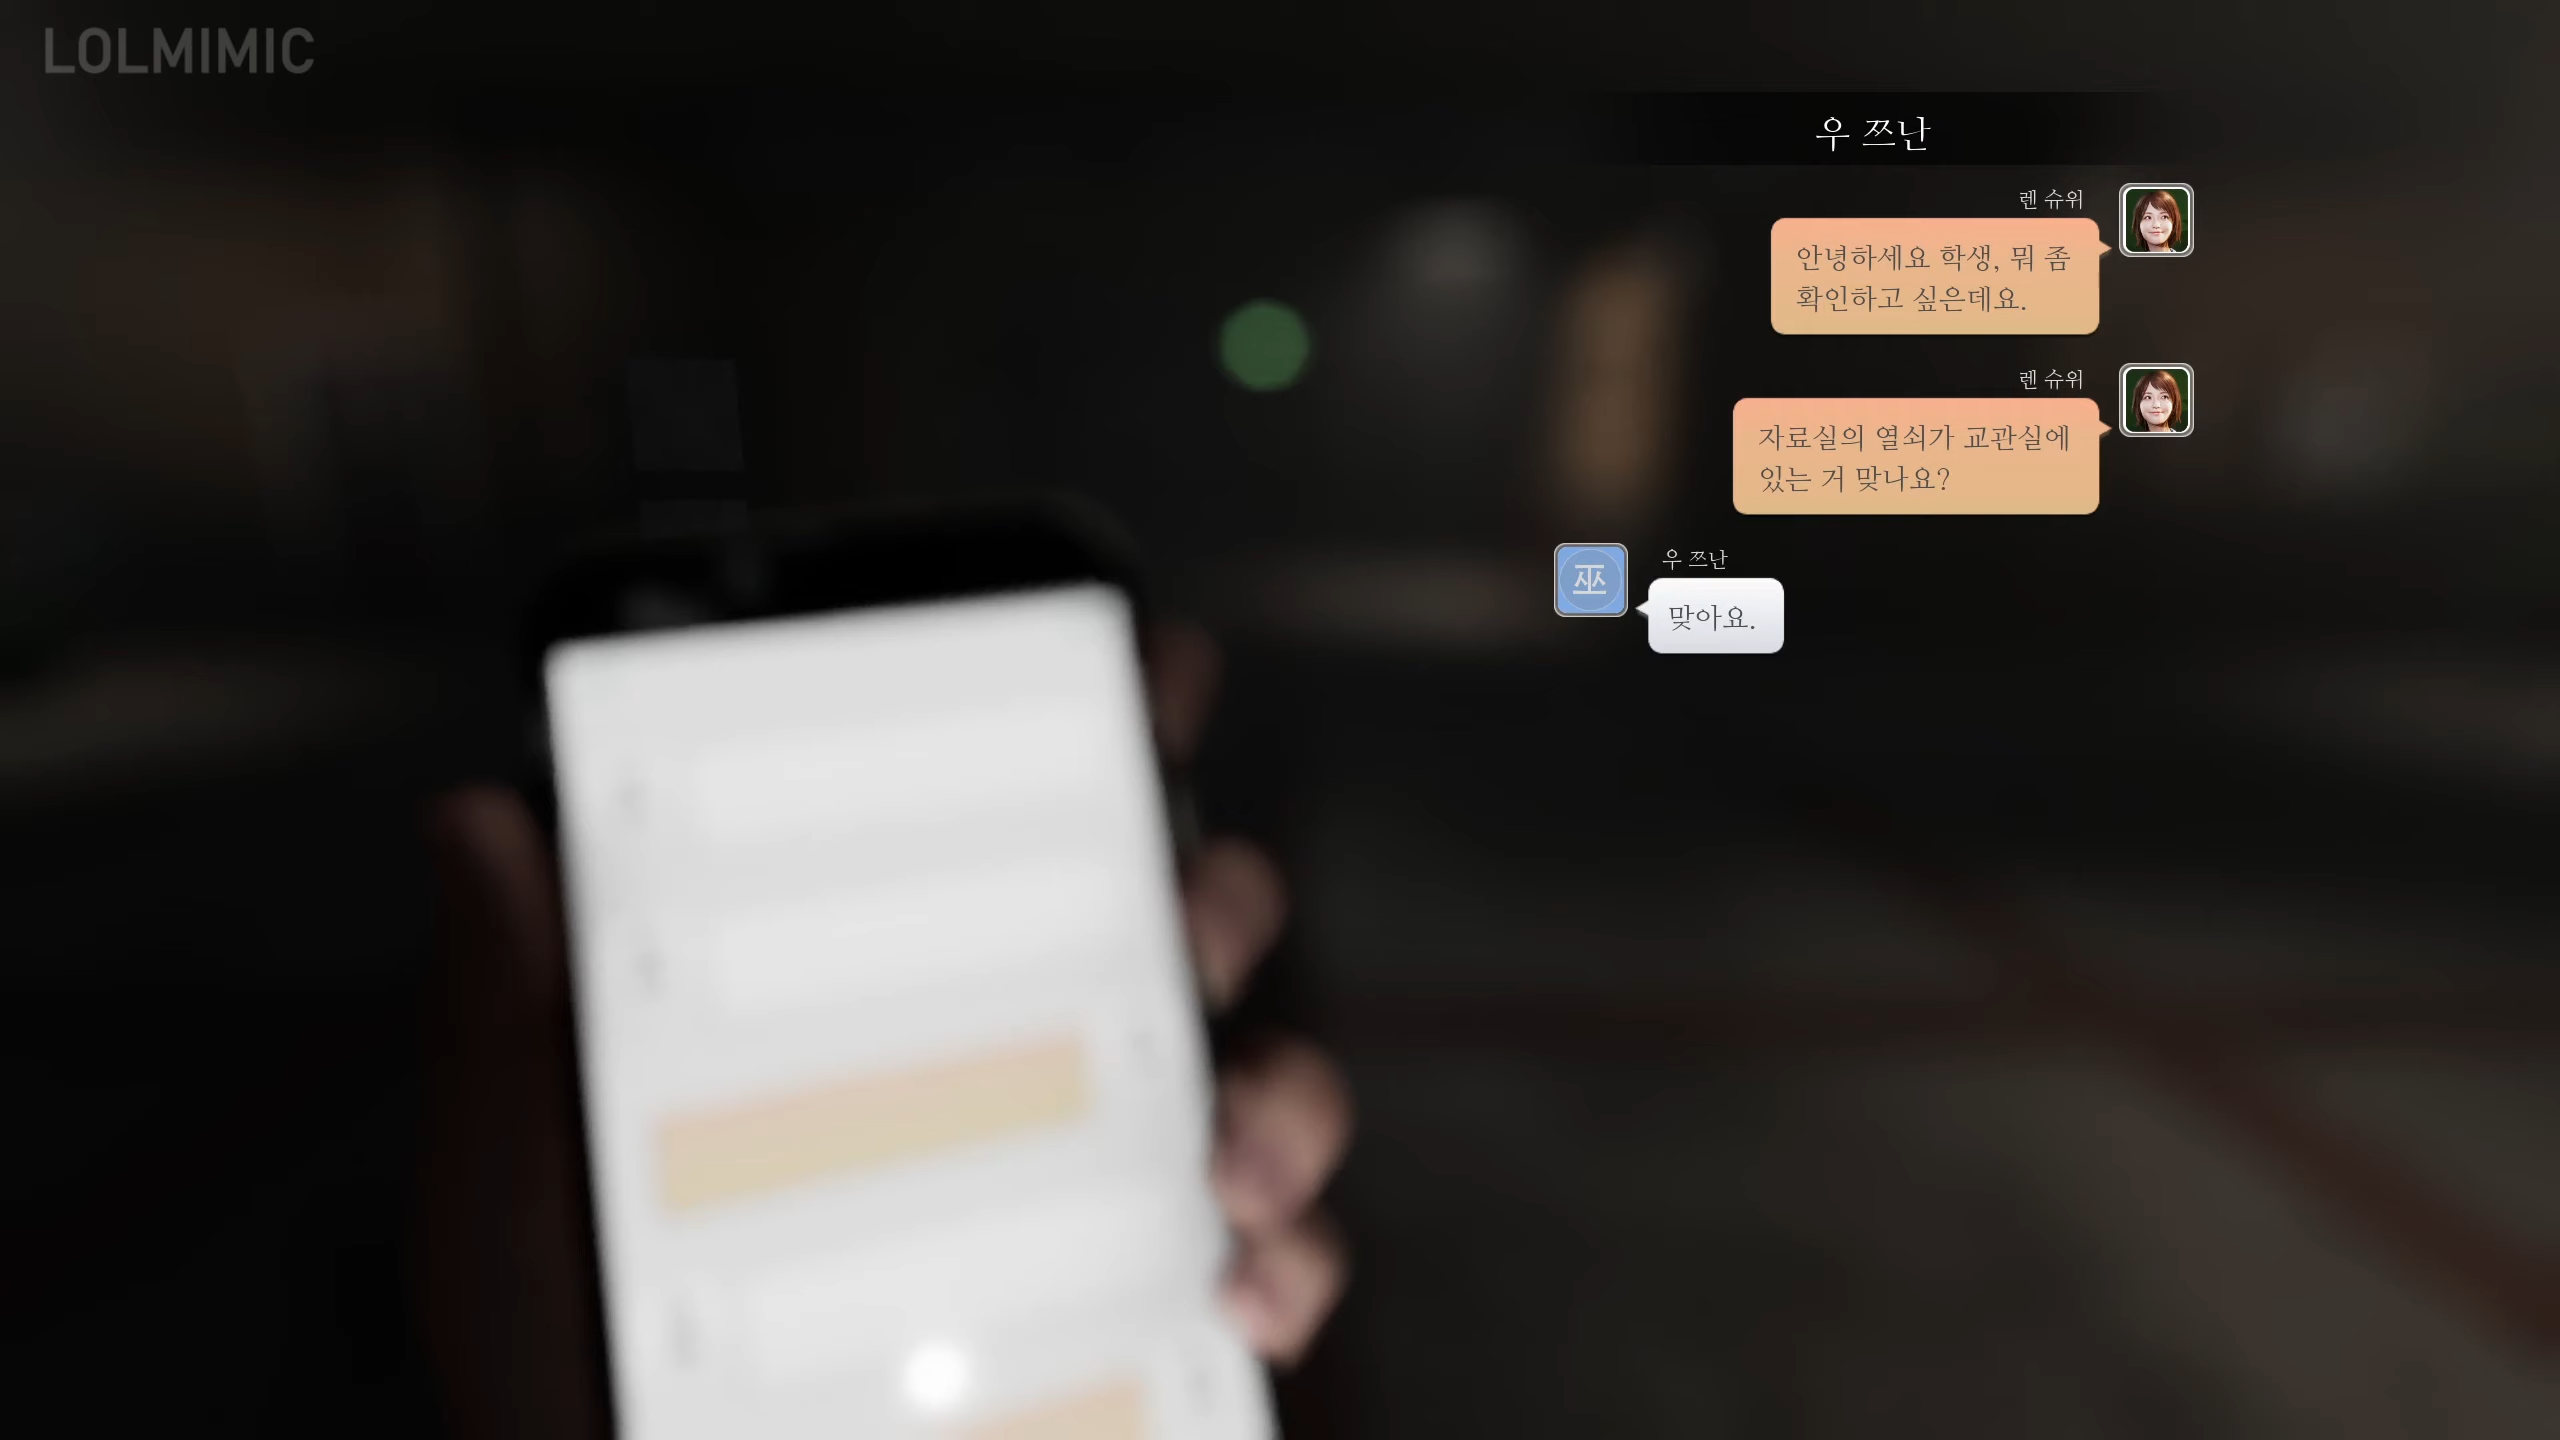 LOLMIMIC
우 쯔난
렌 슈위
안녕하세요 학생, 뭐 좀
확인하고 싶은데요.
렌 슈위
자료실의 열쇠가 교관실에
있는 거 맞나요?
우 쯔난
巫
맞아요.